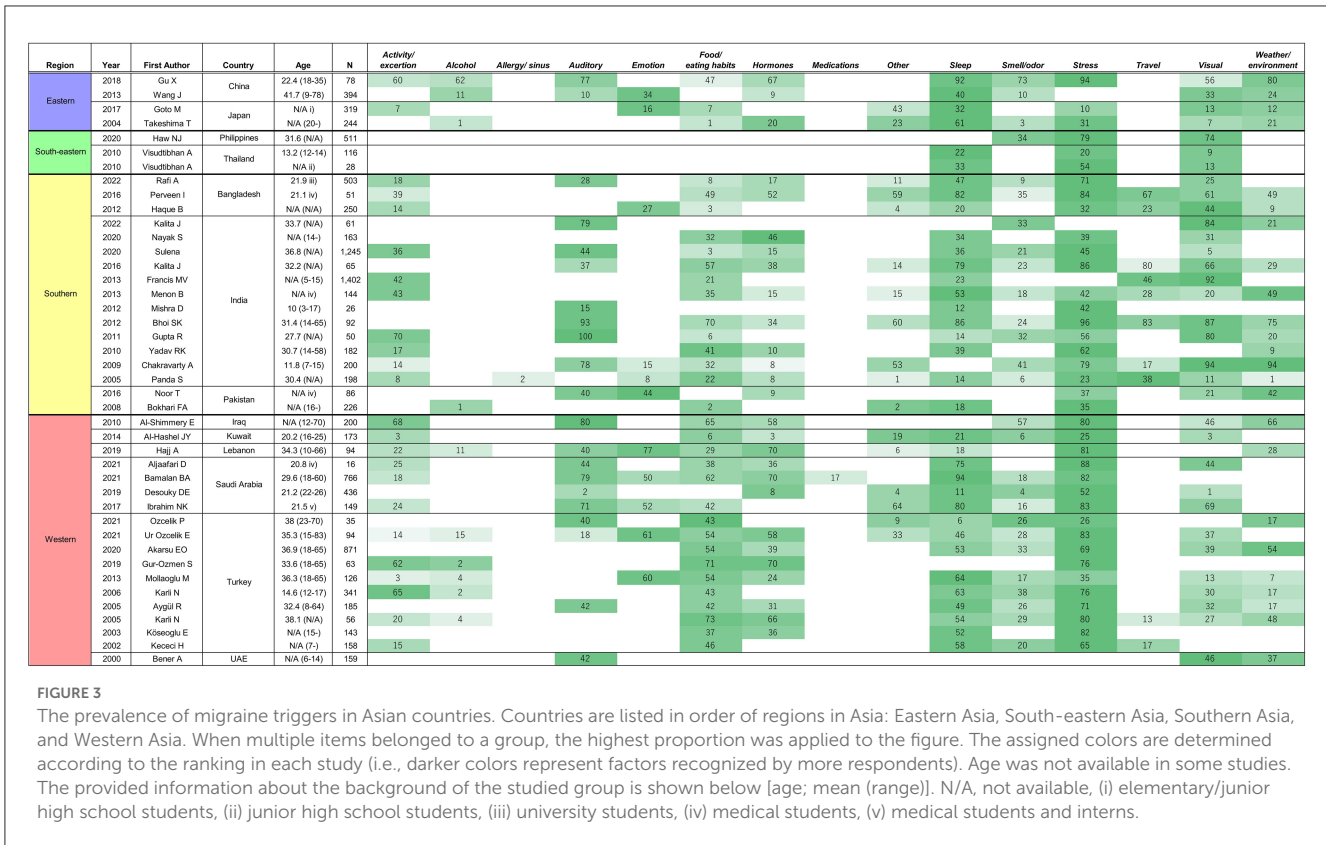 Region Year First Author Country Age N Activity/ excertion Alcohol Allergy/ sinus Auditory Emotion Food/ eating habits Hormones Medications Other Sleep Smell/odor Stress Travel Visual Weather/ environment
Eastern 2018 Gu X China 22.4 (18-35) 78 60 62 77 47 67 92 73 94 56 80
2013 Wang J 41.7 (9-78) 394 11 10 34 9 40 10 33 24
2017 Goto M Japan N/A i) 319 7 16 7 43 32 10 13 12
2004 Takeshima T N/A (20-) 244 1 1 20 23 61 3 31 7 21
South-eastern 2020 Haw NJ Philippines 31.6 (N/A) 511 34 79 74
2010 Visudtibhan A Thailand 13.2 (12-14) 116 22 20 9
2010 Visudtibhan A N/A ii) 28 33 54 13
Southern 2022 Rafi A Bangladesh 21.9 iii) 503 18 28 8 17 11 47 9 71 25
2016 Perveen I 21.1 iv) 51 39 49 52 59 82 35 84 67 61 49
2012 Haque B N/A (N/A) 250 14 27 3 4 20 32 23 44 9
2022 Kalita J India 33.7 (N/A) 61 79 33 84 21
2020 Nayak S N/A (14-) 163 32 46 34 39 31
2020 Sulena 36.8 (N/A) 1,245 36 44 3 15 36 21 45 5
2016 Kalita J 32.2 (N/A) 65 37 57 38 14 79 23 86 80 66 29
2013 Francis MV N/A (5-15) 1,402 42 21 23 46 92
2013 Menon B N/A iv) 144 43 35 15 15 53 18 42 28 20 49
2012 Mishra D 10 (3-17) 26 15 12 42
2012 Bhoi SK 31.4 (14-65) 92 93 70 34 60 86 24 96 83 87 75
2011 Gupta R 27.7 (N/A) 50 70 100 6 14 32 56 80 20
2010 Yadav RK 30.7 (14-58) 182 17 41 10 39 62 9
2009 Chakravarty A 11.8 (7-15) 200 14 78 15 32 8 53 41 79 17 94 94
2005 Panda S 30.4 (N/A) 198 8 2 8 22 8 1 14 6 23 38 11 1
2016 Noor T Pakistan N/A iv) 86 40 44 9 37 21 42
2008 Bokhari FA N/A (16-) 226 1 2 2 18 35
Western 2010 Al-Shimmery E Iraq N/A (12-70) 200 68 80 65 58 57 80 46 66
2014 Al-Hashel JY Kuwait 20.2 (16-25) 173 3 6 3 19 21 6 25 3
2019 Hajj A Lebanon 34.3 (10-66) 94 22 11 40 77 29 70 6 18 81 28
2021 Aljaafari D Saudi Arabia 20.8 iv) 16 25 44 38 36 75 88 44
2021 Bamalan BA 29.6 (18-60) 766 18 79 50 62 70 17 94 18 82
2019 Desouky DE 21.2 (22-26) 436 2 8 4 11 4 52 1
2017 Ibrahim NK 21.5 v) 149 24 71 52 42 64 80 16 83 69
2021 Ozcelik P Turkey 38 (23-70) 35 40 43 9 6 26 26 17
2021 Ur Ozcelik E 35.3 (15-83) 94 14 15 18 61 54 58 33 46 28 83 37
2020 Akarsu EO 36.9 (18-65) 871 54 39 53 33 69 39 54
2019 Gur-Ozmen S 33.6 (18-65) 63 62 2 71 70 76
2013 Mollaoglu M 36.3 (18-65) 126 3 4 60 54 24 64 17 35 13 7
2006 Karli N 14.6 (12-17) 341 65 2 43 63 38 76 30 17
2005 Aygül R 32.4 (8-64) 185 42 42 31 49 26 71 32 17
2005 Karli N 38.1 (N/A) 56 20 4 73 66 54 29 80 13 27 48
2003 Köseoglu E N/A (15-) 143 37 36 52 82
2002 Kececi H N/A (7-) 158 15 46 58 20 65 17
2000 Bener A UAE N/A (6-14) 159 42 46 37
FIGURE 3
The prevalence of migraine triggers in Asian countries. Countries are listed in order of regions in Asia: Eastern Asia, South-eastern Asia, Southern Asia,
and Western Asia. When multiple items belonged to a group, the highest proportion was applied to the figure. The assigned colors are determined
according to the ranking in each study (i.e., darker colors represent factors recognized by more respondents). Age was not available in some studies.
The provided information about the background of the studied group is shown below [age; mean (range)]. N/A, not available, (i) elementary/junior
high school students, (ii) junior high school students, (iii) university students, (iv) medical students, (v) medical students and interns.